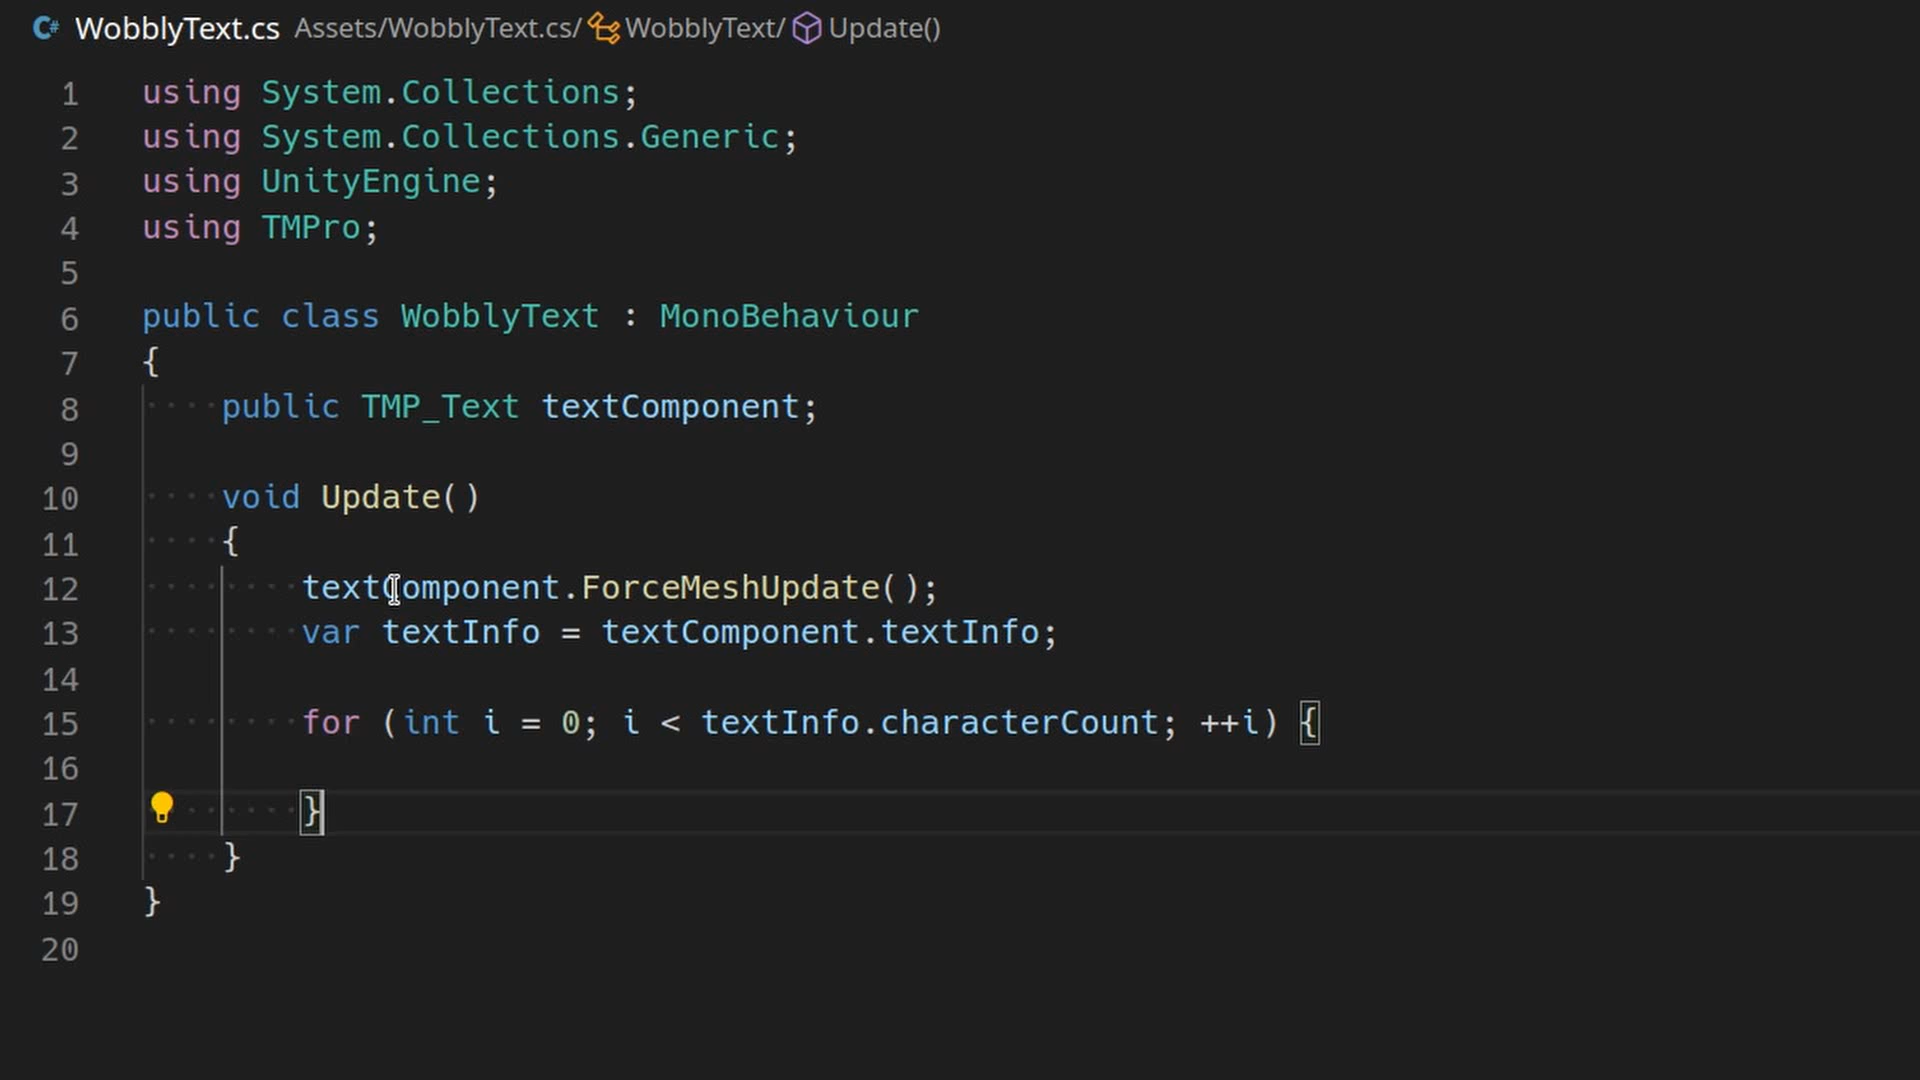 WobblyText.cs Assets/WobblyText.cs/ WobblyText/ Update()
1 using System.Collections;
2 using System.Collections.Generic;
3 using UnityEngine;
4 using TMPro;
5
6 public class WobblyText : MonoBehaviour
7 {
8 public TMP_Text textComponent;
9
10 void Update()
11 {
12 textComponent.ForceMeshUpdate();
13 var textInfo = textComponent.textInfo;
14
15 for (int i = 0; i < textInfo.characterCount; ++i) {
16
17 }
18 }
19 }
20